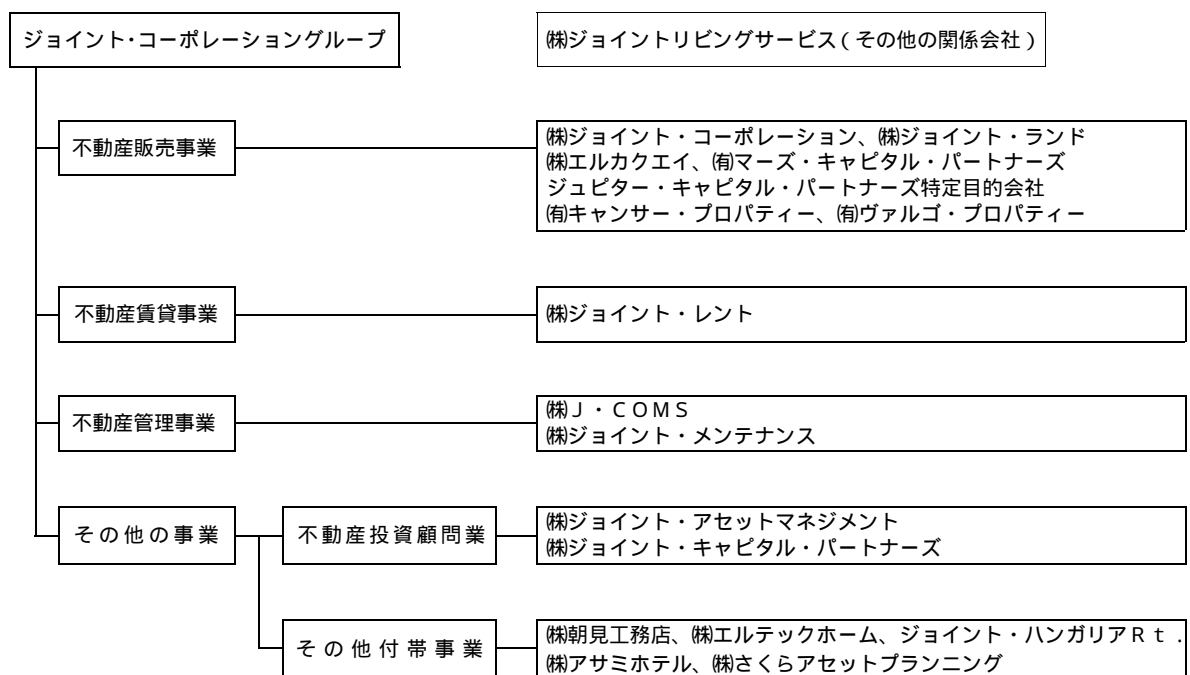 ジョイント・コーポレーショングループ
㈱ジョイントリビングサービス(その他の関係会社)
不動産販売事業
㈱ジョイント・コーポレーション、㈱ジョイント・ランド
㈱エルカクエイ、㈲マーズ・キャピタル・パートナーズ
ジュピター・キャピタル・パートナーズ特定目的会社
㈲キャンサー・プロパティー、㈲ヴァルゴ・プロパティー
不動産賃貸事業
㈱ジョイント・レント
不動産管理事業
㈱J・COMS
㈱ジョイント・メンテナンス
その他の事業
不動産投資顧問業
㈱ジョイント・アセットマネジメント
㈱ジョイント・キャピタル・パートナーズ
その他付帯事業
㈱朝見工務店、㈱エルテックホーム、ジョイント・ハンガリアRt.
㈱アサミホテル、㈱さくらアセットプランニング